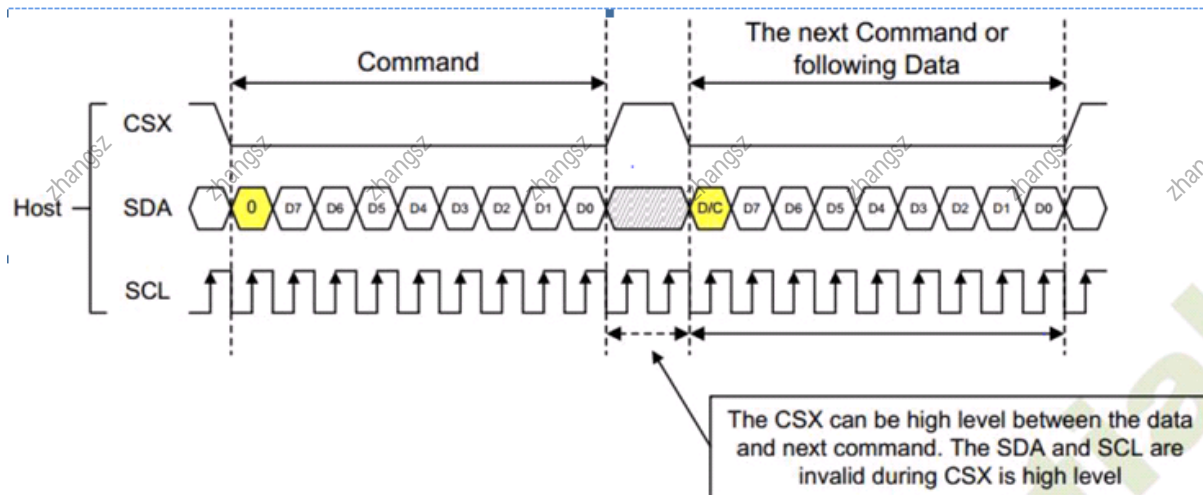 Command
The next Command or
following Data
CSX
zhangsz zhangsz zhangsz zhangsz zhangsz zhangsz zhangsz zhangsz
Host
SDA 0 D7 D6 D5 D4 D3 D2 D1 D0 D/C D7 D6 D5 D4 D3 D2 D1 D0
SCL
The CSX can be high level between the data
and next command. The SDA and SCL are
invalid during CSX is high level